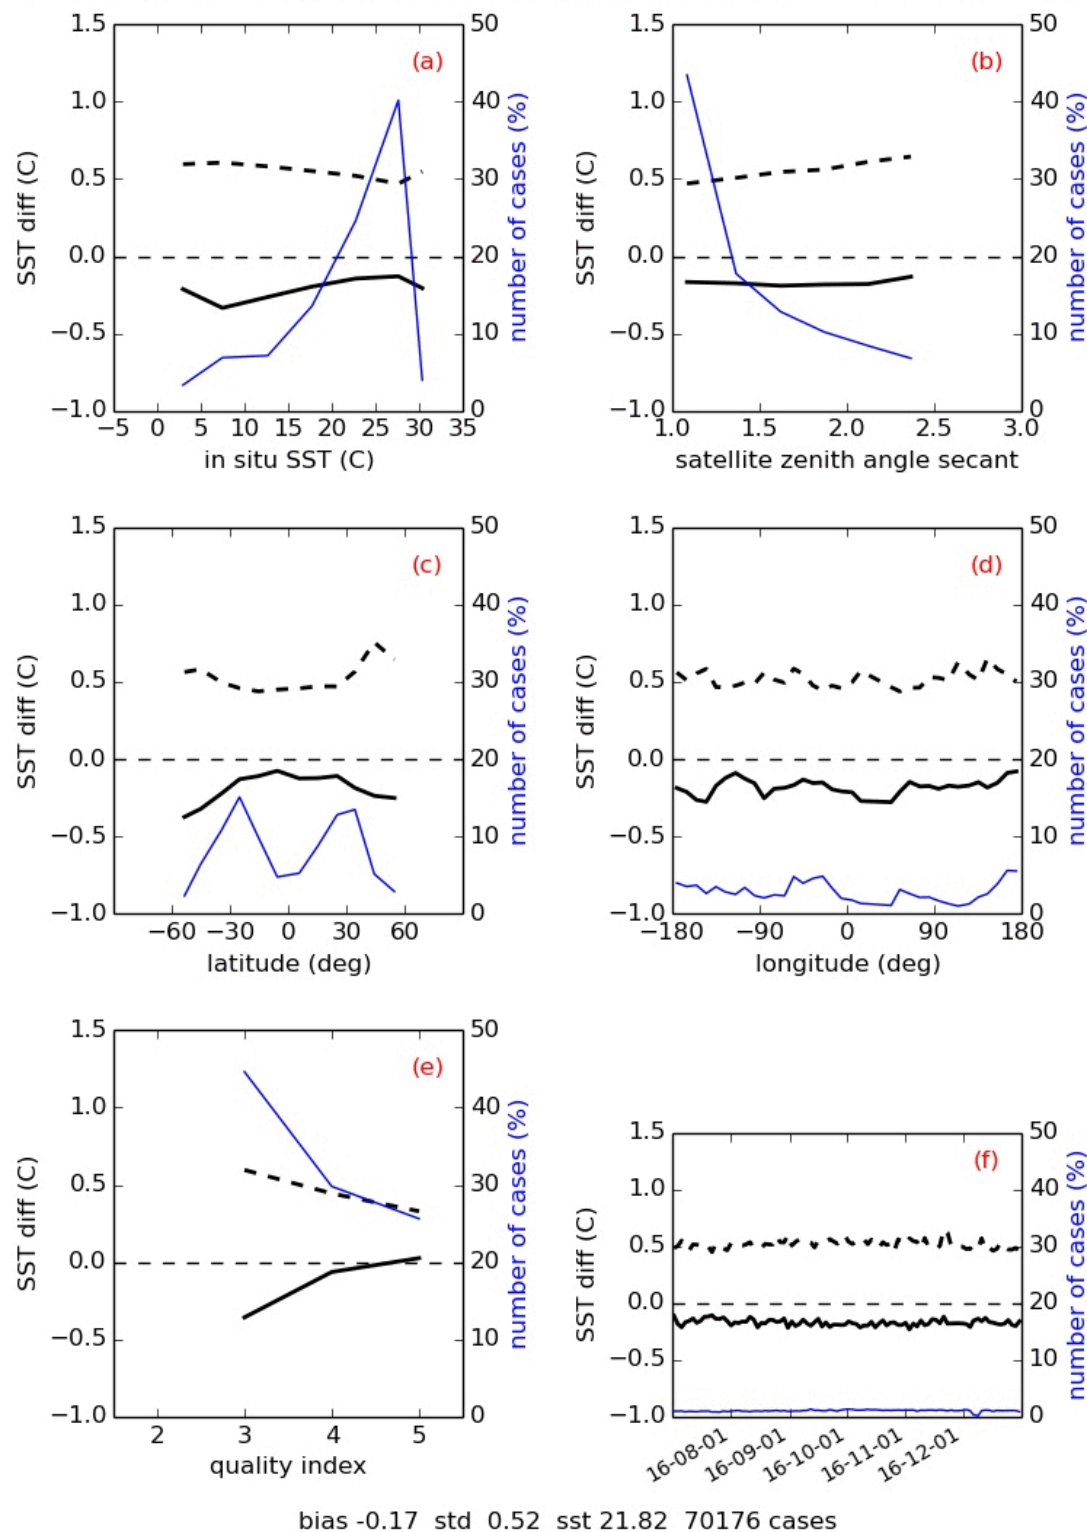 1.5
1.0
0.5
0.0
−0.5
−1.0
SST diff (C)
(a)
50
40
30
20
10
0
number of cases (%)
−5 0 5 10 15 20 25 30 35
in situ SST (C)
1.5
1.0
0.5
0.0
−0.5
−1.0
SST diff (C)
(b)
50
40
30
20
10
0
number of cases (%)
1.0 1.5 2.0 2.5 3.0
satellite zenith angle secant
1.5
1.0
0.5
0.0
−0.5
−1.0
SST diff (C)
(c)
50
40
30
20
10
0
number of cases (%)
−60 −30 0 30 60
latitude (deg)
1.5
1.0
0.5
0.0
−0.5
−1.0
SST diff (C)
(d)
50
40
30
20
10
0
number of cases (%)
−180 −90 0 90 180
longitude (deg)
1.5
1.0
0.5
0.0
−0.5
−1.0
SST diff (C)
(e)
50
40
30
20
10
0
number of cases (%)
2 3 4 5
quality index
1.5
1.0
0.5
0.0
−0.5
−1.0
SST diff (C)
(f)
50
40
30
20
10
0
number of cases (%)
16-08-01 16-09-01 16-10-01 16-11-01 16-12-01
bias -0.17 std 0.52 sst 21.82 70176 cases